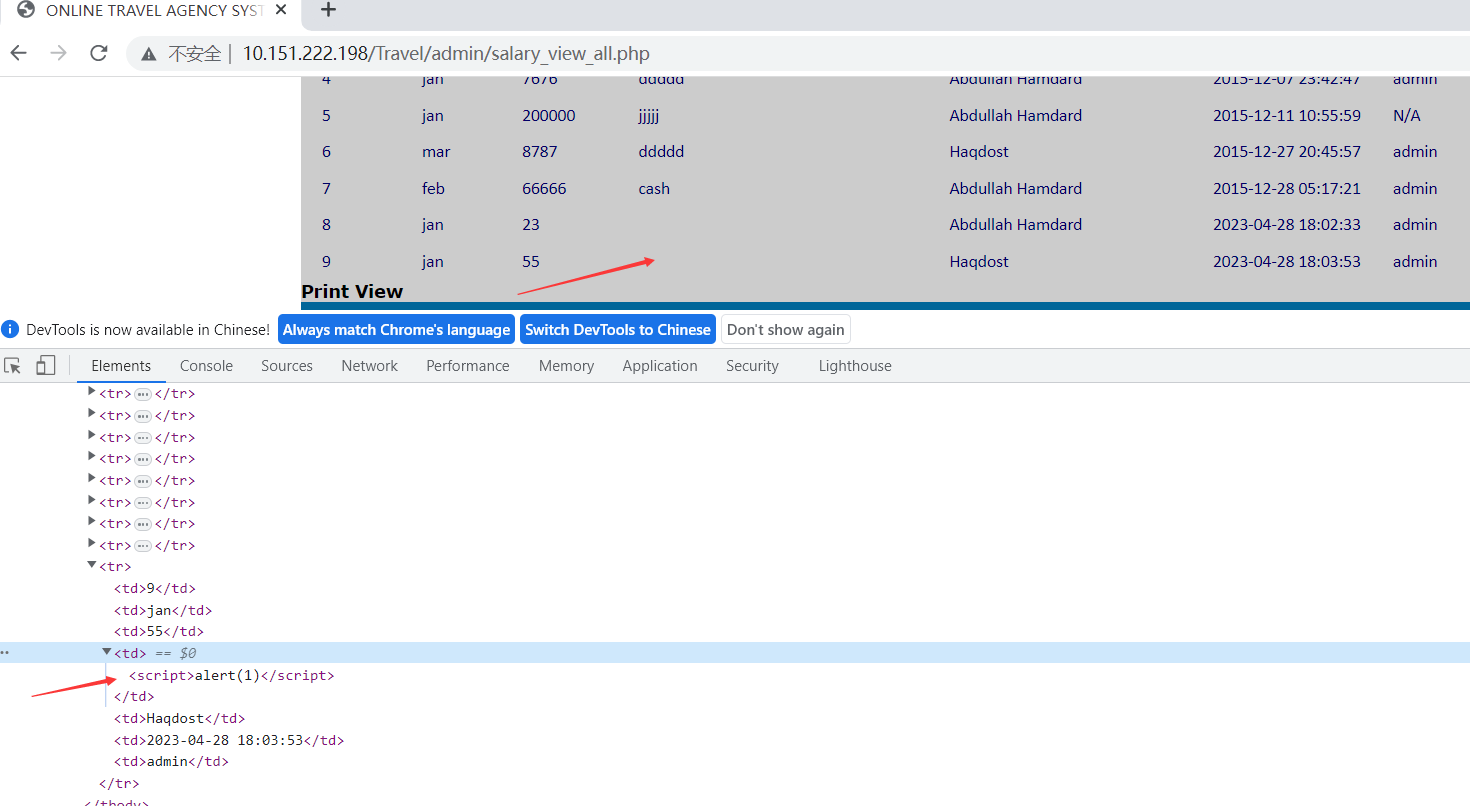 ONLINE TRAVEL AGENCY SYST
不安全 | 10.151.222.198/Travel/admin/salary_view_all.php
4 jan 7676 ddddd Abdullah Hamdard 2015-12-07 23:42:47 admin
5 jan 200000 jjjjj Abdullah Hamdard 2015-12-11 10:55:59 N/A
6 mar 8787 ddddd Haqdost 2015-12-27 20:45:57 admin
7 feb 66666 cash Abdullah Hamdard 2015-12-28 05:17:21 admin
8 jan 23 Abdullah Hamdard 2023-04-28 18:02:33 admin
9 jan 55 Haqdost 2023-04-28 18:03:53 admin
Print View
DevTools is now available in Chinese! Always match Chrome's language Switch DevTools to Chinese Don't show again
Elements Console Sources Network Performance Memory Application Security Lighthouse
<tr>…</tr>
<tr>…</tr>
<tr>…</tr>
<tr>…</tr>
<tr>…</tr>
<tr>…</tr>
<tr>…</tr>
<tr>…</tr>
<tr>
<td>9</td>
<td>jan</td>
<td>55</td>
<td> == $0
<script>alert(1)</script>
</td>
<td>Haqdost</td>
<td>2023-04-28 18:03:53</td>
<td>admin</td>
</tr>
</tbody>